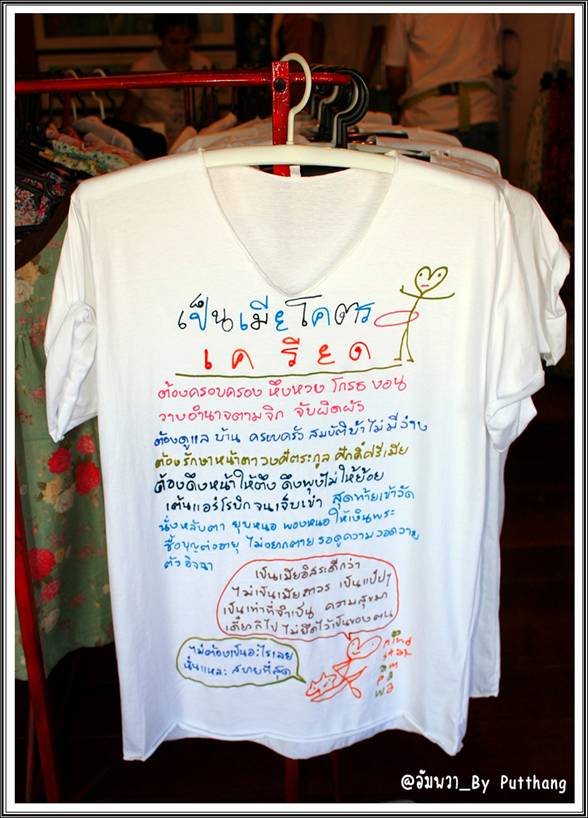 เป็นเมียโคตร
เครียด
ต้องครอบครอง หึงหวง โกรธ งอน
วางอำนาจตามจิก จับผิดผัว
ต้องดูแล บ้าน ครอบครัว สมบัติบ้าไม่มีว่าง
ต้องรักษาหน้าตาวงศ์ตระกูล ศักดิ์ศรีเมีย
ต้องดึงหน้าให้ตึง ดึงพุงไม่ให้ย้อย
เต้นแอร์โรบิกจนเจ็บเข่า สุดท้ายเข้าวัด
นั่งหลับตา ยุบหนอ พองหนอ ให้เงินพระ
ซื้อบุญต่ออายุ ไม่อยากตาย รอดูความวอดวาย
ตัวอิจฉา
เป็นเมียอิสระดีกว่า
ไม่เป็นเมียถาวร เป็นแป๊ปๆ
เป็นเท่าที่จำเป็น ความสุขมา
เดี๋ยวก็ไป ไม่ยึดไว้เป็นของตน
ไม่ต้องเป็นอะไรเลย
นั่นแหละ สบายที่สุด
nine
star
am
pa
wa
@อัมพวา_By Putthang